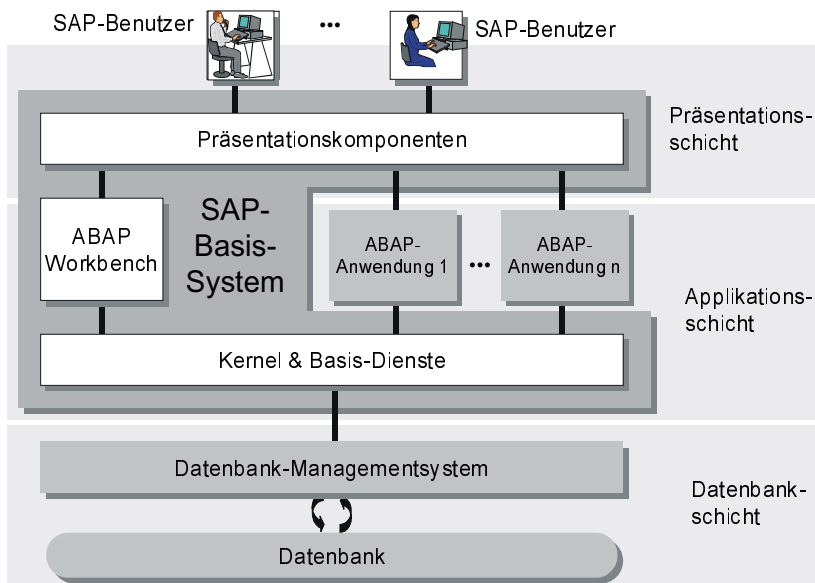 SAP-Benutzer
...
SAP-Benutzer
Präsentations-
schicht
Präsentationskomponenten
SAP-
Basis-
System
ABAP
Workbench
ABAP-
Anwendung 1
...
ABAP-
Anwendung n
Applikations-
schicht
Kernel & Basis-Dienste
Datenbank-Managementsystem
Datenbank-
schicht
Datenbank